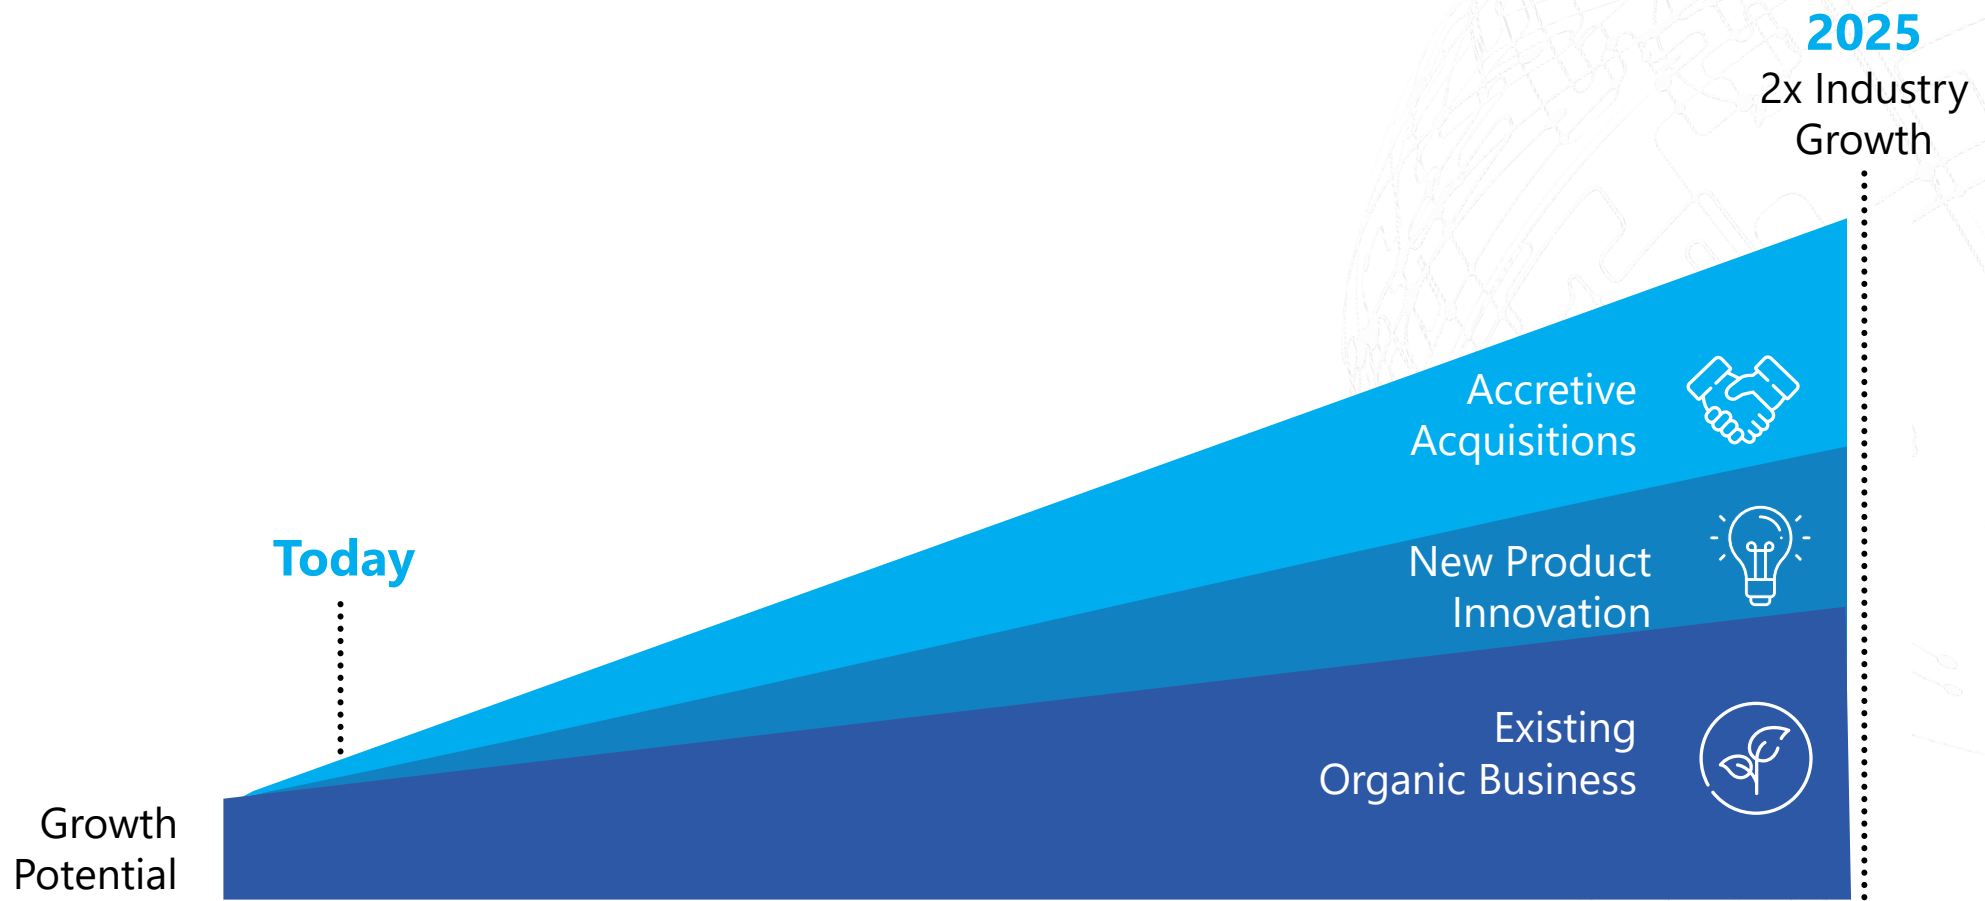 2025
2x Industry
Growth
Accretive
Acquisitions
Today
New Product
Innovation
Existing
Organic Business
Growth
Potential